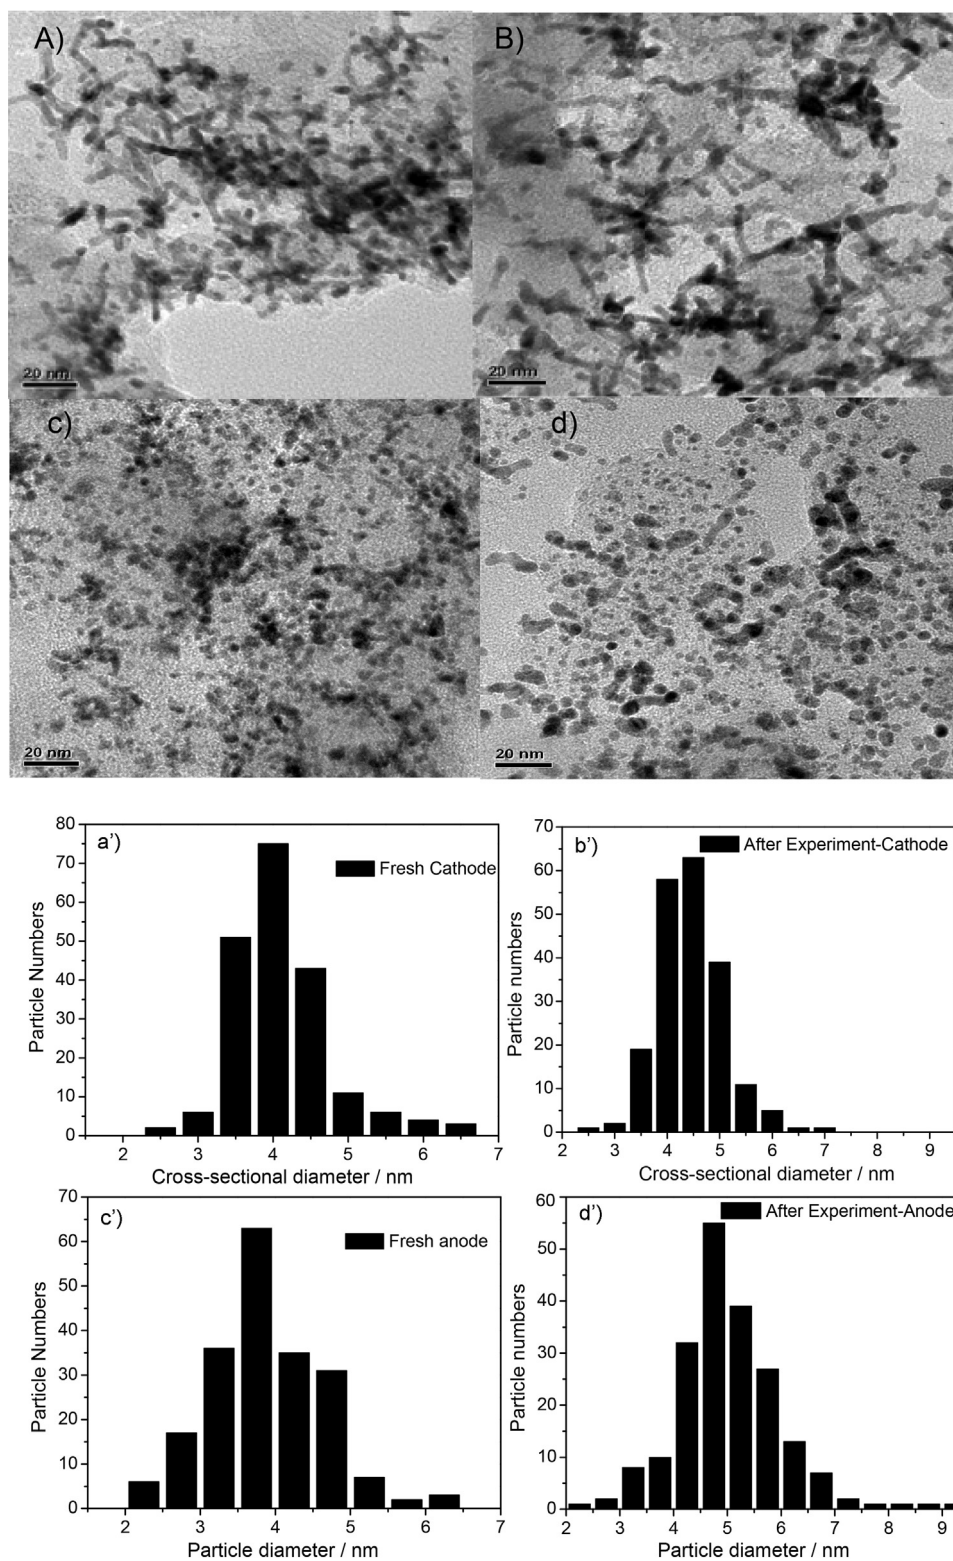 A)
B)
20 nm
20 nm
c)
d)
20 nm
20 nm
a')
Fresh Cathode
80
70
60
50
40
30
20
10
0
Particle Numbers
2 3 4 5 6 7
Cross-sectional diameter / nm
b')
After Experiment-Cathode
70
60
50
40
30
20
10
0
Particle numbers
2 3 4 5 6 7 8 9
Cross-sectional diameter / nm
c')
Fresh anode
70
60
50
40
30
20
10
0
Particle Numbers
2 3 4 5 6 7
Particle diameter / nm
d')
After Experiment-Anode
60
50
40
30
20
10
0
Particle numbers
2 3 4 5 6 7 8 9
Particle diameter / nm